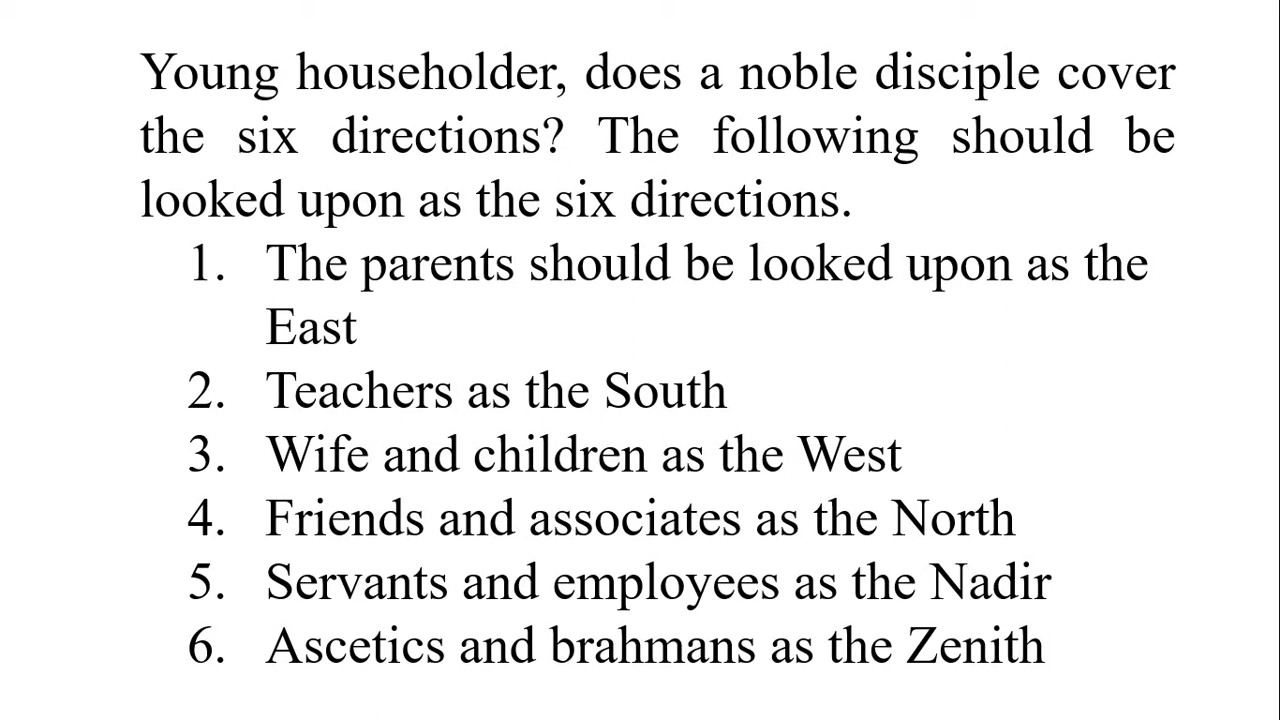 Young householder, does a noble disciple cover
the six directions? The following should be
looked upon as the six directions.
1. The parents should be looked upon as the
East
2. Teachers as the South
3. Wife and children as the West
4. Friends and associates as the North
5. Servants and employees as the Nadir
6. Ascetics and brahmans as the Zenith